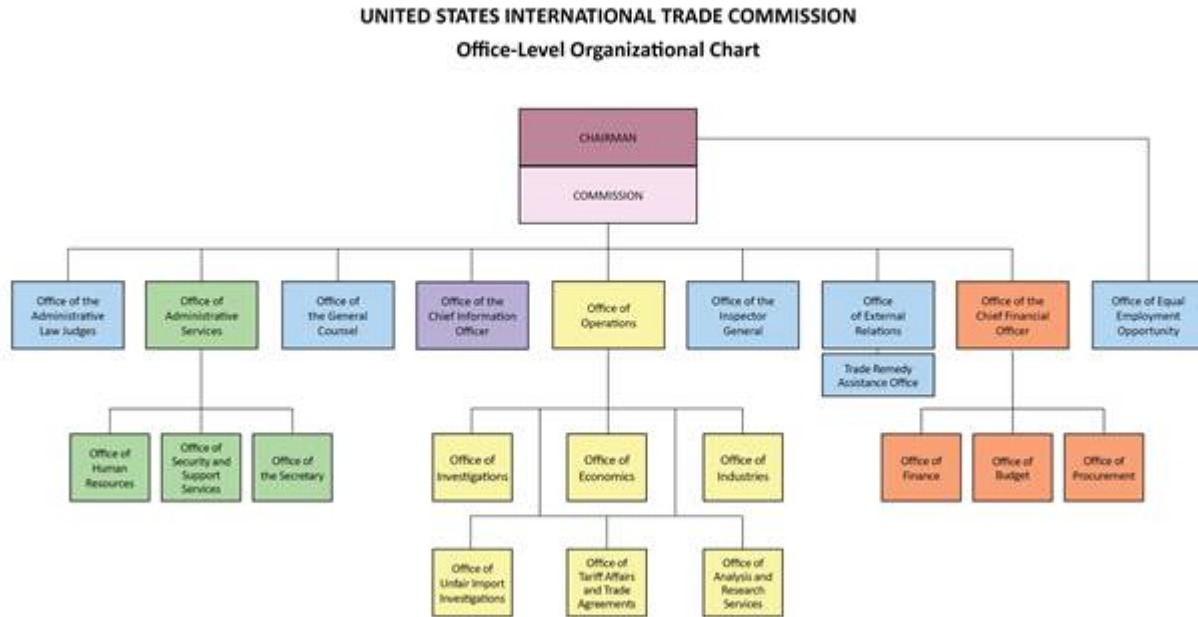 UNITED STATES INTERNATIONAL TRADE COMMISSION
Office-Level Organizational Chart
CHAIRMAN
COMMISSION
Office of the
Administrative
Law Judges
Office of
Administrative
Services
Office of
the General
Counsel
Office of the
Chief Information
Officer
Office of
Operations
Office of the
Inspector
General
Office
of External
Relations
Trade Remedy
Assistance Office
Office of the
Chief Financial
Officer
Office of Equal
Employment
Opportunity
Office of
Human
Resources
Office of
Security and
Support
Services
Office of
the Secretary
Office of
Investigations
Office of
Economics
Office of
Industries
Office of
Finance
Office of
Budget
Office of
Procurement
Office of
Unfair Import
Investigations
Office of
Tariff Affairs
and Trade
Agreements
Office of
Analysis and
Research
Services